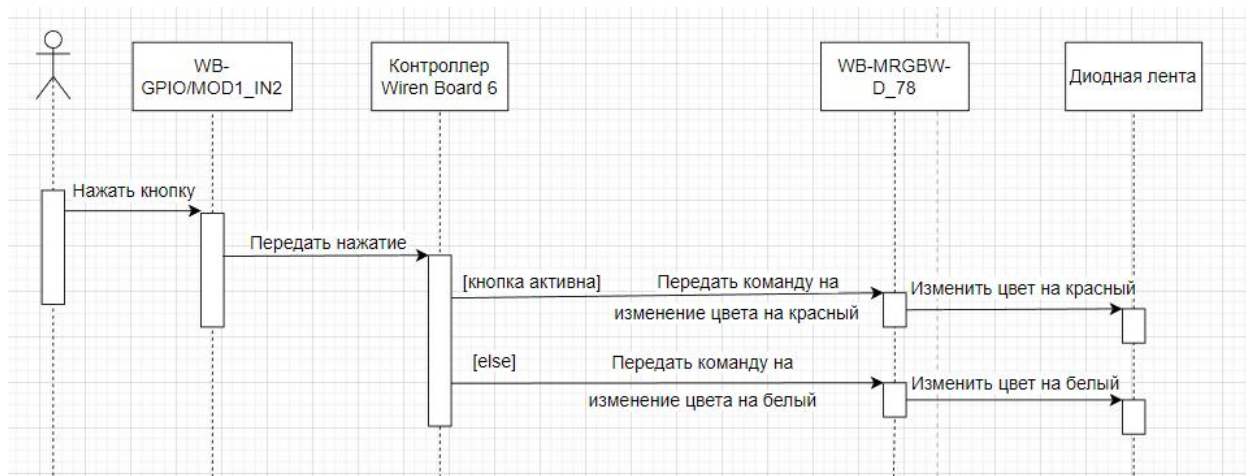 WB-
GPIO/MOD1_IN2
Контроллер
Wiren Board 6
WB-MRGBW-
D_78
Диодная лента
Нажать кнопку
Передать нажатие
[кнопка активна]
Передать команду на
изменение цвета на красный
Изменить цвет на красный
[else]
Передать команду на
изменение цвета на белый
Изменить цвет на белый